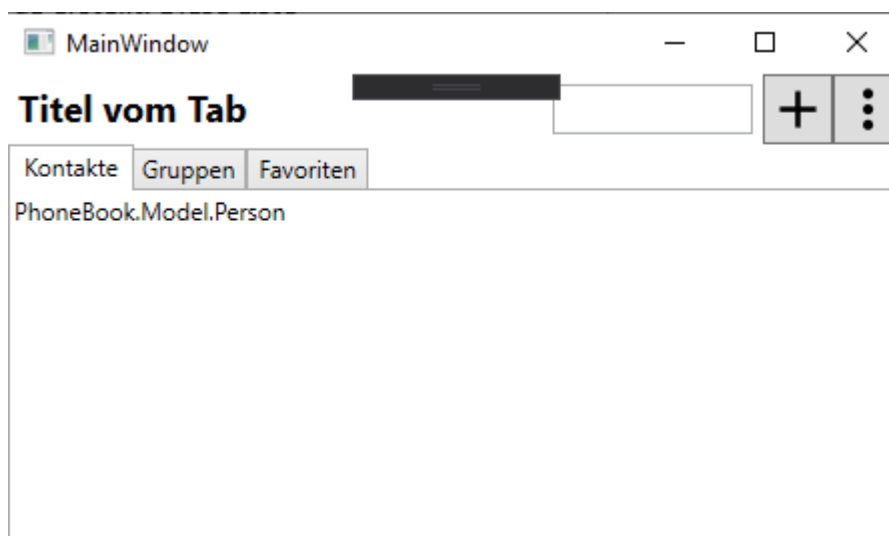 MainWindow
Titel vom Tab
Kontakte Gruppen Favoriten
PhoneBook.Model.Person